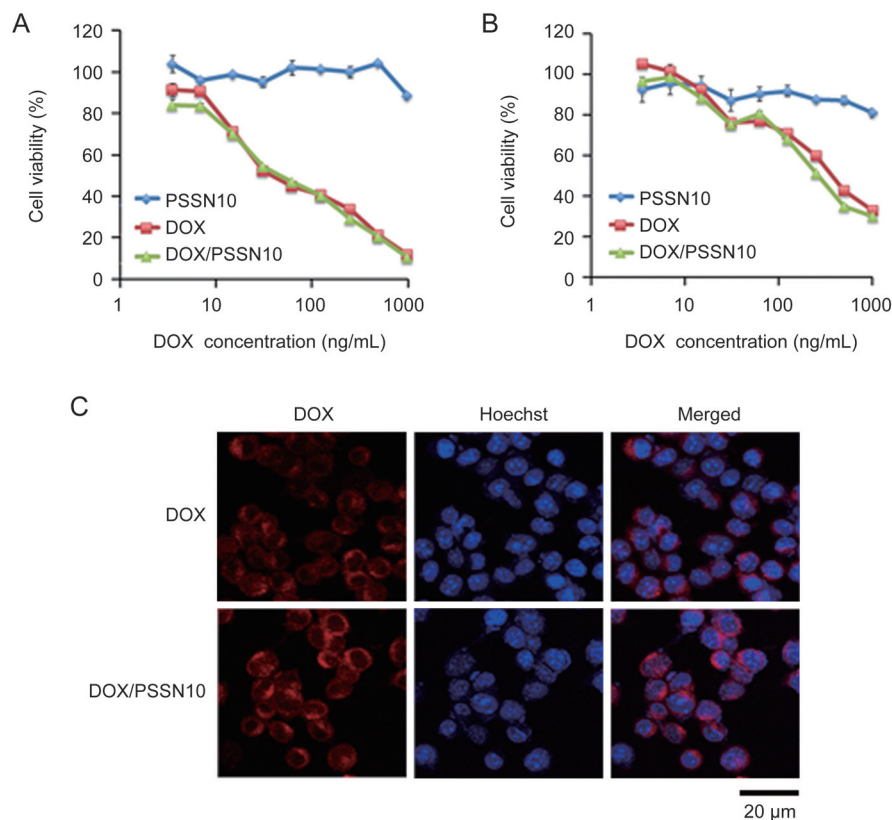 A
120
100
80
60
40
20
0
Cell viability (%)
PSSN10
DOX
DOX/PSSN10
1
10
100
1000
DOX concentration (ng/mL)
B
120
100
80
60
40
20
0
Cell viability (%)
PSSN10
DOX
DOX/PSSN10
1
10
100
1000
DOX concentration (ng/mL)
C
DOX
Hoechst
Merged
DOX
DOX/PSSN10
20 µm